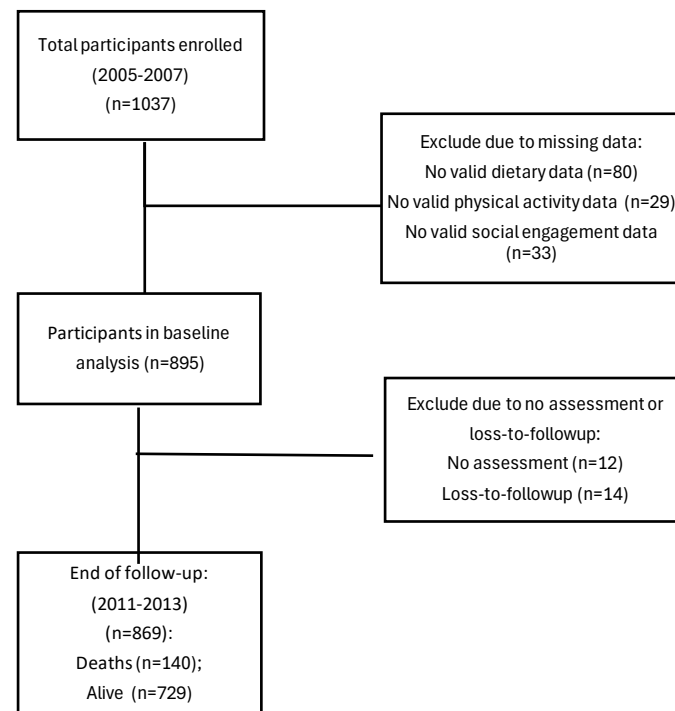 Total participants enrolled
(2005-2007)
(n=1037)
Exclude due to missing data:
No valid dietary data (n=80)
No valid physical activity data (n=29)
No valid social engagement data
(n=33)
Participants in baseline
analysis (n=895)
Exclude due to no assessment or
loss-to-followup:
No assessment (n=12)
Loss-to-followup (n=14)
End of follow-up:
(2011-2013)
(n=869):
Deaths (n=140);
Alive (n=729)